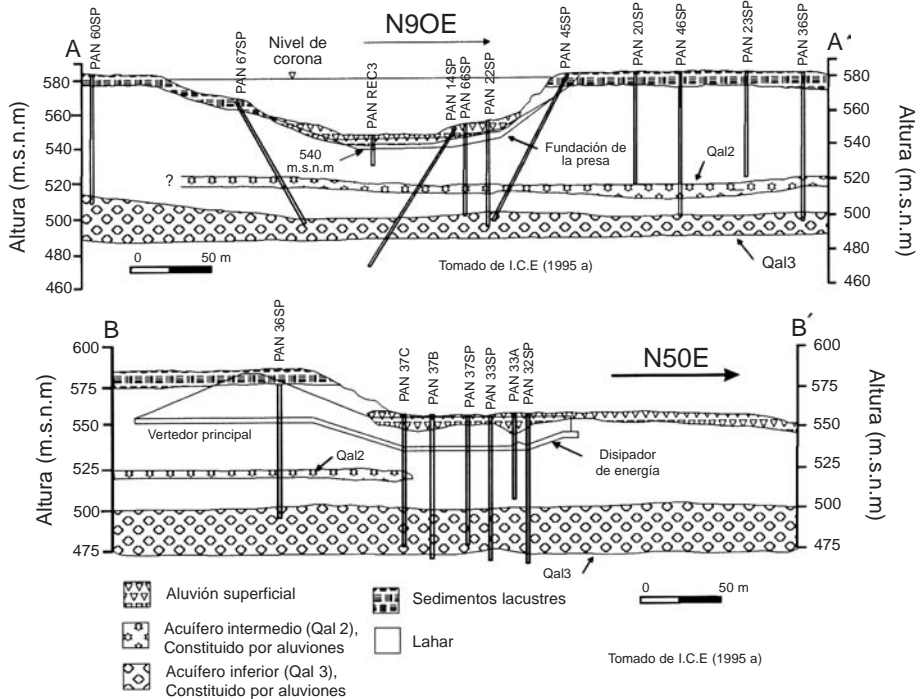 N90E
A
A'
PAN 60SP
PAN 67SP
Nivel de
corona
PAN REC3
PAN 14SP
PAN 66SP
PAN 22SP
PAN 45SP
PAN 20SP
PAN 46SP
PAN 23SP
PAN 36SP
Altura (m.s.n.m)
580
560
540
520
500
480
460
540
m.s.n.m
Fundación de
la presa
Qal2
?
0 50 m
Tomado de I.C.E (1995 a)
Qal3
580
560
540
520
500
480
460
Altura (m.s.n.m)
B
B´
PAN 36SP
PAN 37C
PAN 37B
PAN 37SP
PAN 33SP
PAN 33A
PAN 32SP
N50E
Altura (m.s.n.m)
600
575
550
525
500
475
Vertedor principal
Qal2
Disipador
de energía
600
575
550
525
500
475
Altura (m.s.n.m)
Qal3
0 50 m
Aluvión superficial
Sedimentos lacustres
Acuífero intermedio (Qal 2),
Constituido por aluviones
Lahar
Acuífero inferior (Qal 3),
Constituido por aluviones
Tomado de I.C.E (1995 a)